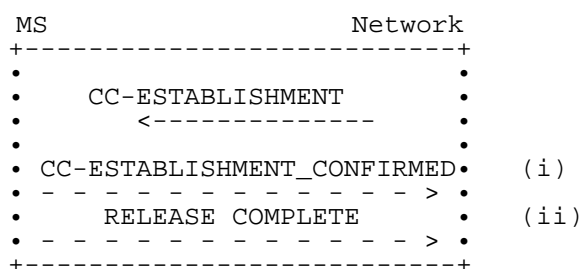 MS Network
+---------------------------+
• •
• CC-ESTABLISHMENT •
• <-------------- •
• •
• CC-ESTABLISHMENT_CONFIRMED• (i)
• - - - - - - - - - - - - > •
• RELEASE COMPLETE • (ii)
• - - - - - - - - - - - - > •
+---------------------------+